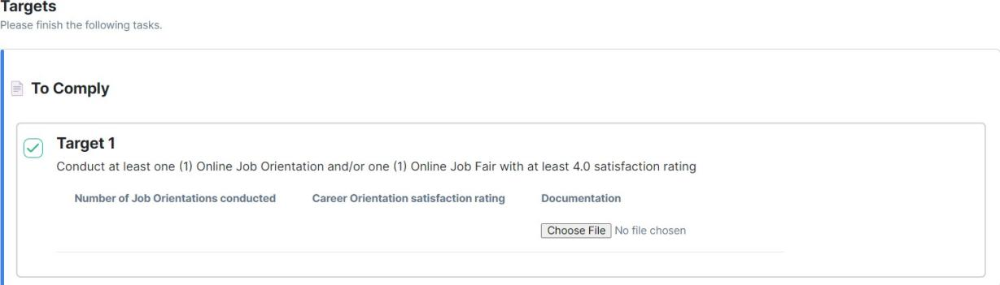 Targets
Please finish the following tasks.
To Comply
Target 1
Conduct at least one (1) Online Job Orientation and/or one (1) Online Job Fair with at least 4.0 satisfaction rating
Number of Job Orientations conducted Career Orientation satisfaction rating Documentation
Choose File No file chosen